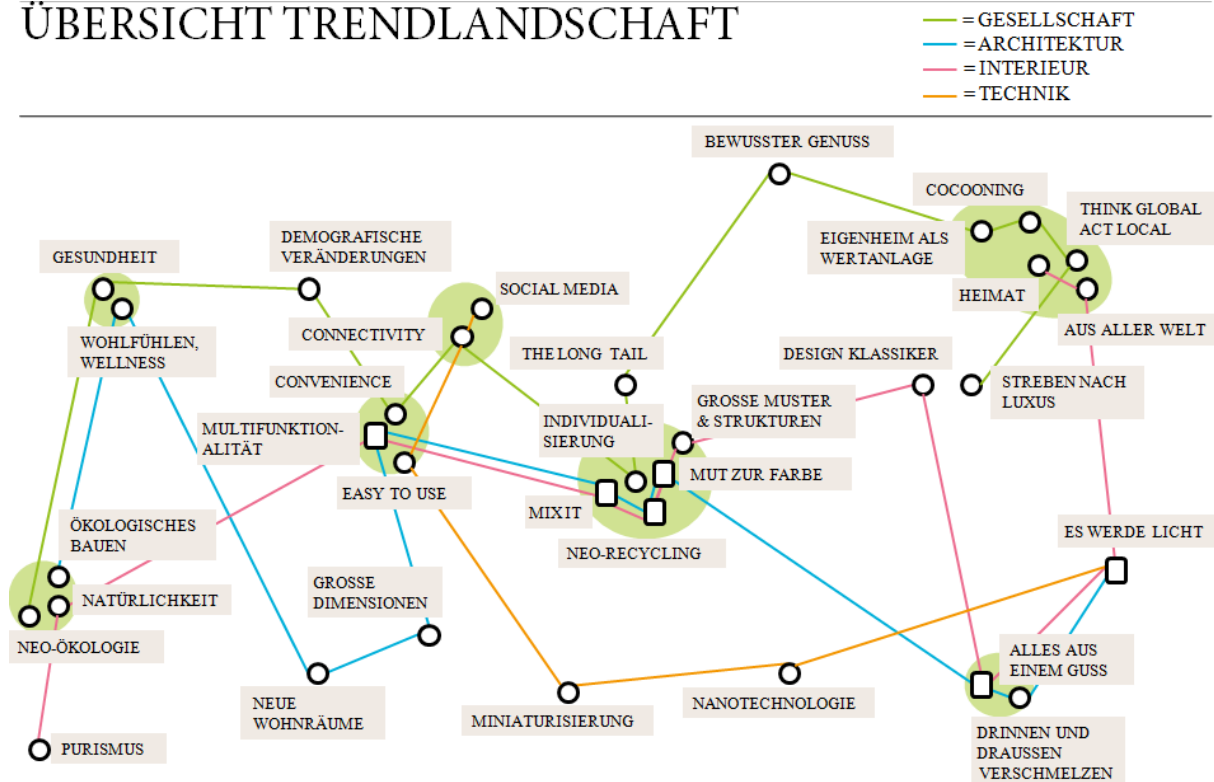 ÜBERSICHT TRENDLANDSCHAFT
= GESELLSCHAFT
= ARCHITEKTUR
= INTERIEUR
= TECHNIK
BEWUSSTER GENUSS
COCOONING
THINK GLOBAL
ACT LOCAL
EIGENHEIM ALS
WERTANLAGE
HEIMAT
AUS ALLER WELT
GESUNDHEIT
DEMOGRAFISCHE
VERÄNDERUNGEN
SOCIAL MEDIA
CONNECTIVITY
WOHLFÜHLEN,
WELLNESS
THE LONG TAIL
DESIGN KLASSIKER
STREBEN NACH
LUXUS
CONVENIENCE
GROSSE MUSTER
& STRUKTUREN
INDIVIDUALI-
SIERUNG
MULTIFUNKTION-
ALITÄT
MUT ZUR FARBE
EASY TO USE
MIX IT
NEO-RECYCLING
ÖKOLOGISCHES
BAUEN
ES WERDE LICHT
NATÜRLICHKEIT
GROSSE
DIMENSIONEN
NEO-ÖKOLOGIE
ALLES AUS
EINEM GUSS
NEUE
WOHNRÄUME
MINIATURISIERUNG
NANOTECHNOLOGIE
PURISMUS
DRINNEN UND
DRAUSSEN
VERSCHMELZEN